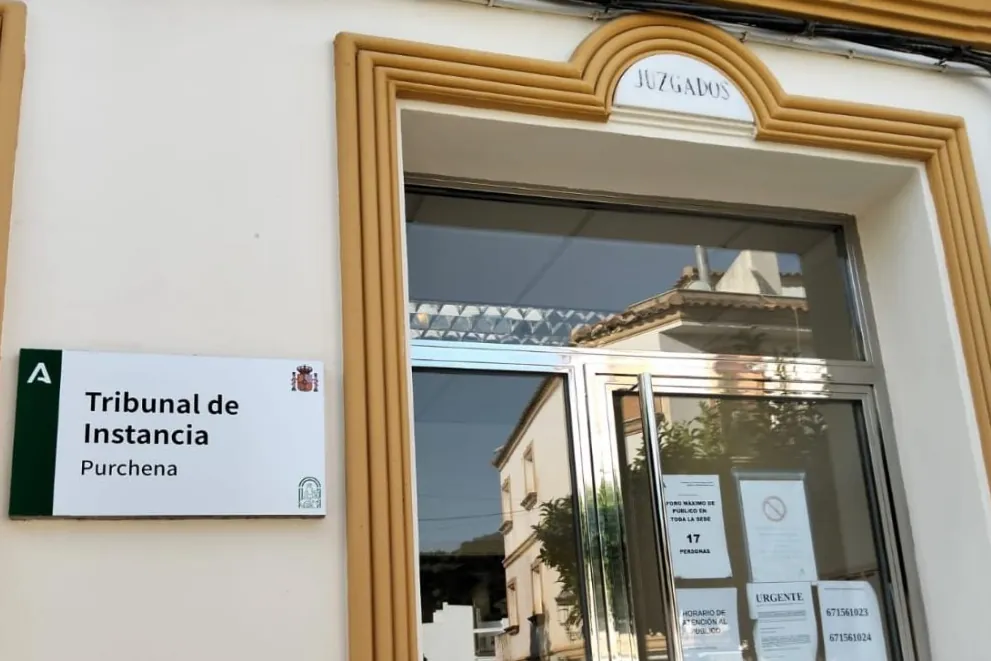 JUZGADOS
Tribunal de
Instancia
Purchena
FORO MÁXIMO DE
PÚBLICO EN
TODA LA SEDE
17
PERSONAS
HORARIO DE
ATENCIÓN AL
PÚBLICO
URGENTE
671561023
671561024